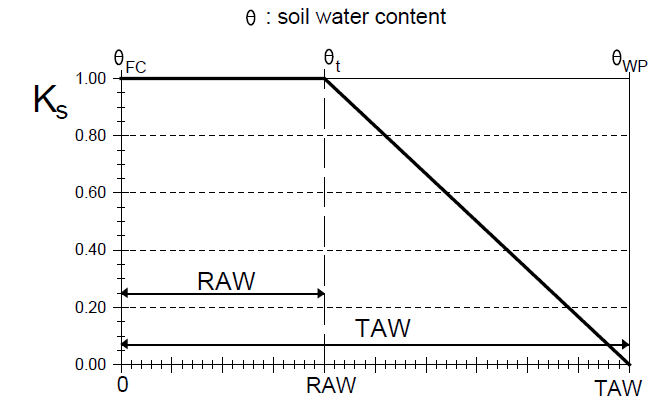 θ : soil water content
θFC θt θWP
Ks
1.00
0.80
0.60
0.40
0.20
0.00
RAW
TAW
0 RAW TAW